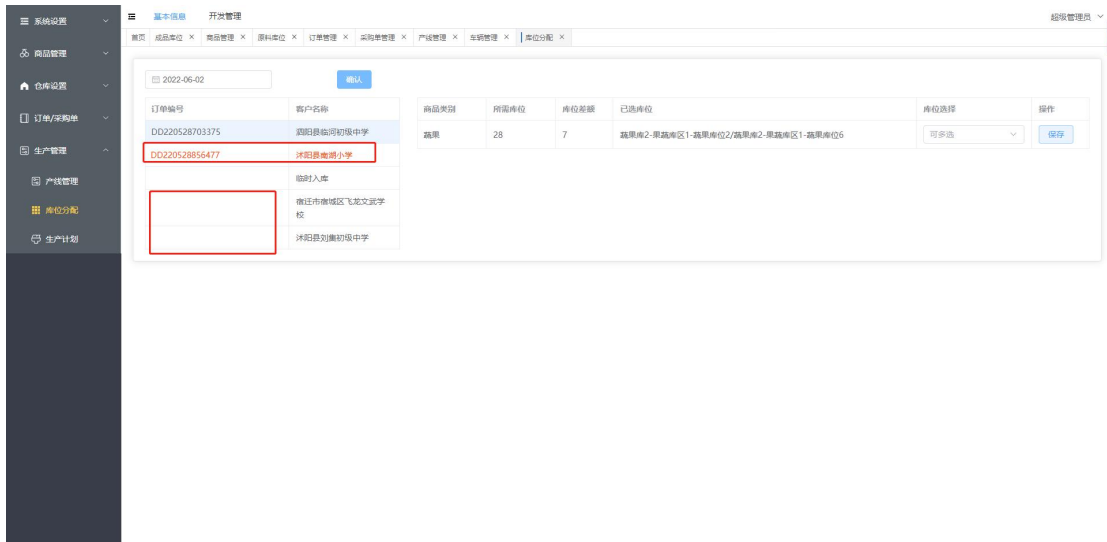 系统设置
商品管理
仓库设置
订单/采购单
生产管理
产线管理
库位分配
生产计划
基本信息 开发管理
超级管理员
首页 成品库位 × 商品管理 × 原料库位 × 订单管理 × 采购单管理 × 产线管理 × 车辆管理 × 库位分配 ×
2022-06-02 确认
订单编号 客户名称
DD220528703375 泗阳县临河初级中学
DD220528856477 沭阳县南湖小学
临时入库
宿迁市宿城区飞龙文武学
校
沭阳县刘集初级中学
商品类别 所需库位 库位差额 已选库位 库位选择 操作
蔬果 28 7 蔬果库2-果蔬库区1-蔬果库位2/蔬果库2-果蔬库区1-蔬果库位6 可多选 保存